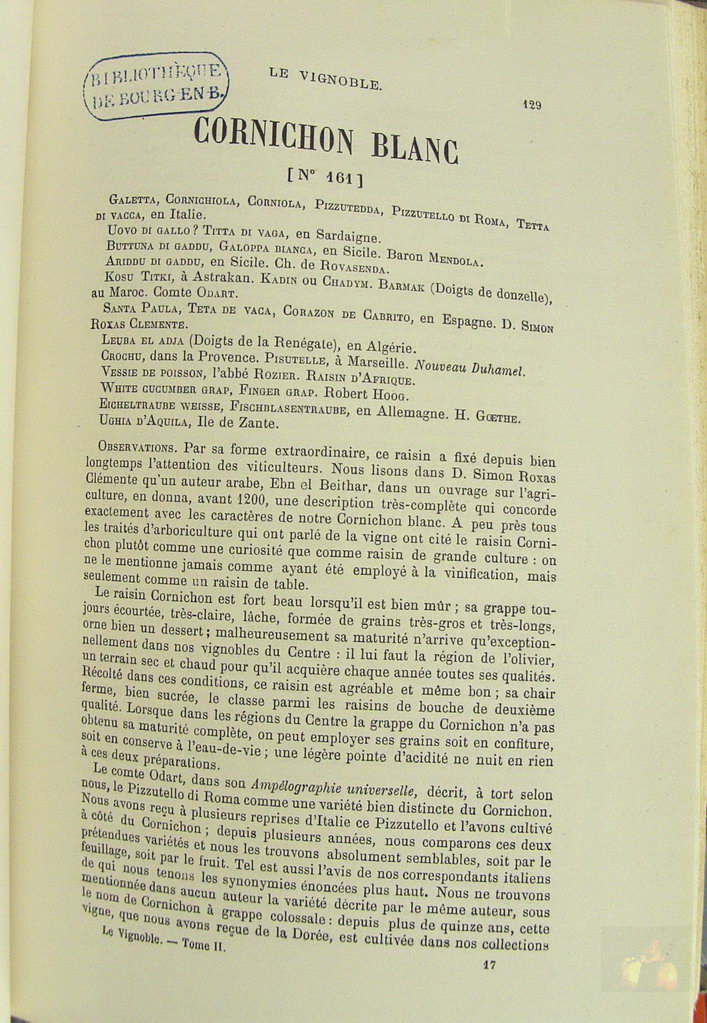 BIBLIOTHÈQUE
DE BOURG-EN-B.
LE VIGNOBLE.
129
CORNICHON BLANC
[N° 161]
Galetta, Cornichiola, Corniola, Pizzutedda, Pizzutello di Roma, Tetta
di vacca, en Italie.
Uovo di gallo? Titta di vaga, en Sardaigne.
Buttuna di gaddu, Galoppa bianca, en Sicile. Baron Mendola.
Ariddu di gaddu, en Sicile. Ch. de Rovasenda.
Kosu Titki, à Astrakan. Kadin ou Chadym. Barmak (Doigts de donzelle),
au Maroc. Comte Odart.
Santa Paula, Teta de vaca, Corazon de Cabrito, en Espagne. D. Simon
Roxas Clemente.
Leuba el adja (Doigts de la Renégate), en Algérie.
Crochu, dans la Provence. Pisutelle, à Marseille. Nouveau Duhamel.
Vessie de poisson, l'abbé Rozier. Raisin d'Afrique.
White cucumber grap, Finger grap. Robert Hoog.
Eicheltraube weisse, Fischblasentraube, en Allemagne. H. Gœthe.
Ughia d'Aquila, Ile de Zante.
Observations. Par sa forme extraordinaire, ce raisin a fixé depuis bien
longtemps l'attention des viticulteurs. Nous lisons dans D. Simon Roxas
Clémente qu'un auteur arabe, Ebn el Beithar, dans un ouvrage sur l'agri-
culture, en donna, avant 1200, une description très-complète qui concorde
exactement avec les caractères de notre Cornichon blanc. A peu près tous
les traités d'arboriculture qui ont parlé de la vigne ont cité le raisin Corni-
chon plutôt comme une curiosité que comme raisin de grande culture : on
ne le mentionne jamais comme ayant été employé à la vinification, mais
seulement comme un raisin de table.
Le raisin Cornichon est fort beau lorsqu'il est bien mûr ; sa grappe tou-
jours écourtée, très-claire, lâche, formée de grains très-gros et très-longs,
orne bien un dessert ; malheureusement sa maturité n'arrive qu'exception-
nellement dans nos vignobles du Centre : il lui faut la région de l'olivier,
un terrain sec et chaud pour qu'il acquière chaque année toutes ses qualités.
Récolté dans ces conditions, ce raisin est agréable et même bon ; sa chair
ferme, bien sucrée, le classe parmi les raisins de bouche de deuxième
qualité. Lorsque dans les régions du Centre la grappe du Cornichon n'a pas
obtenu sa maturité complète, on peut employer ses grains soit en confiture,
soit en conserve à l'eau-de-vie ; une légère pointe d'acidité ne nuit en rien
à ces deux préparations.
Le comte Odart, dans son Ampélographie universelle, décrit, à tort selon
nous, le Pizzutello di Roma comme une variété bien distincte du Cornichon.
Nous avons reçu à plusieurs reprises d'Italie ce Pizzutello et l'avons cultivé
à côté du Cornichon ; depuis plusieurs années, nous comparons ces deux
prétendues variétés et nous les trouvons absolument semblables, soit par le
feuillage, soit par le fruit. Tel est aussi l'avis de nos correspondants italiens
de qui nous tenons les synonymies énoncées plus haut. Nous ne trouvons
mentionnée dans aucun auteur la variété décrite par le même auteur, sous
le nom de Cornichon à grappe colossale : depuis plus de quinze ans, cette
vigne, que nous avons reçue de la Dorée, est cultivée dans nos collections
Le Vignoble. — Tome II.
17